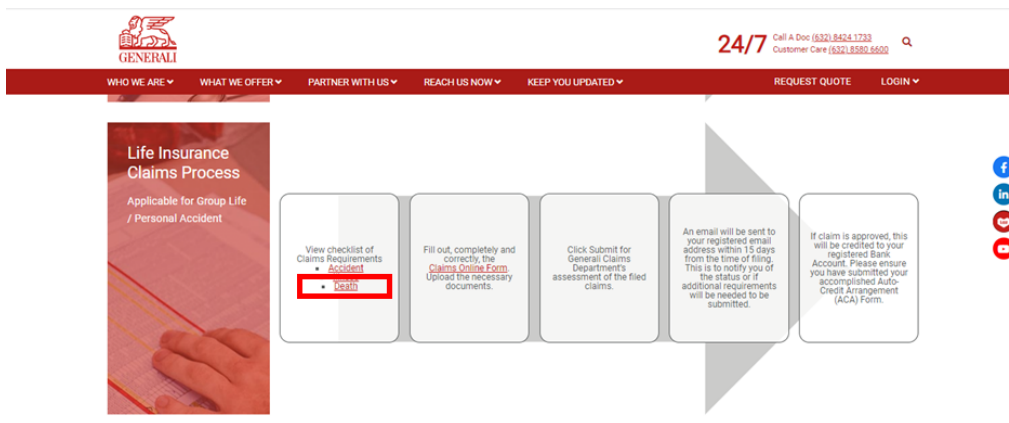 GENERALI
24/7
Call A Doc (632) 8424 1733
Customer Care (632) 8580 6600
WHO WE ARE
WHAT WE OFFER
PARTNER WITH US
REACH US NOW
KEEP YOU UPDATED
REQUEST QUOTE
LOGIN
Life Insurance
Claims Process
Applicable for Group Life
/ Personal Accident
View checklist of
Claims Requirements
Accident
Death
Fill out, completely and
correctly, the
Claims Online Form.
Upload the necessary
documents.
Click Submit for
Generali Claims
Department's
assessment of the filed
claims.
An email will be sent to
your registered email
address within 15 days
from the time of filing.
This is to notify you of
the status or if
additional requirements
will be needed to be
submitted.
If claim is approved, this
will be credited to your
registered Bank
Account. Please ensure
you have submitted your
accomplished Auto-
Credit Arrangement
(ACA) Form.
f
in